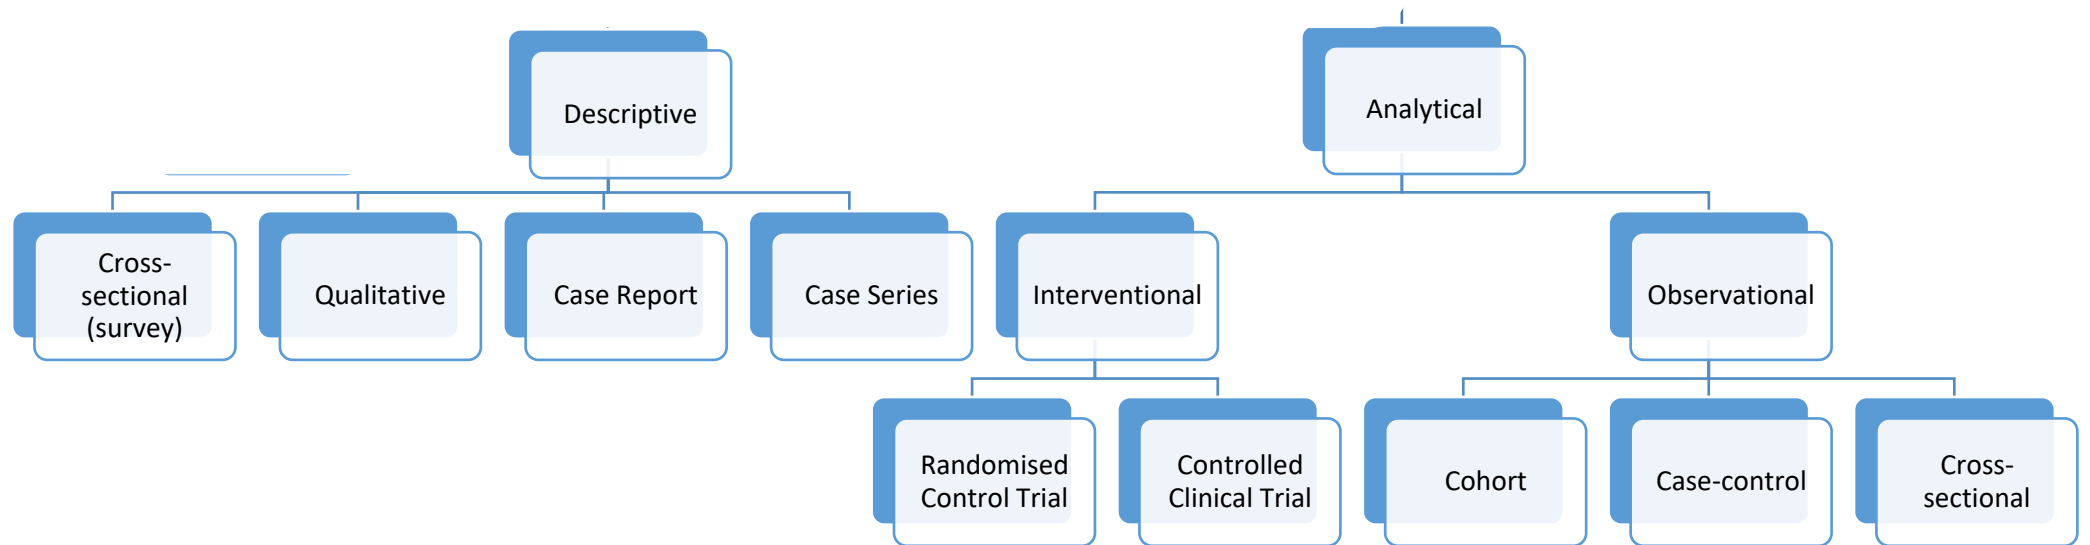 Descriptive
Analytical
Cross-
sectional
(survey)
Qualitative
Case Report
Case Series
Interventional
Observational
Randomised
Control Trial
Controlled
Clinical Trial
Cohort
Case-control
Cross-
sectional